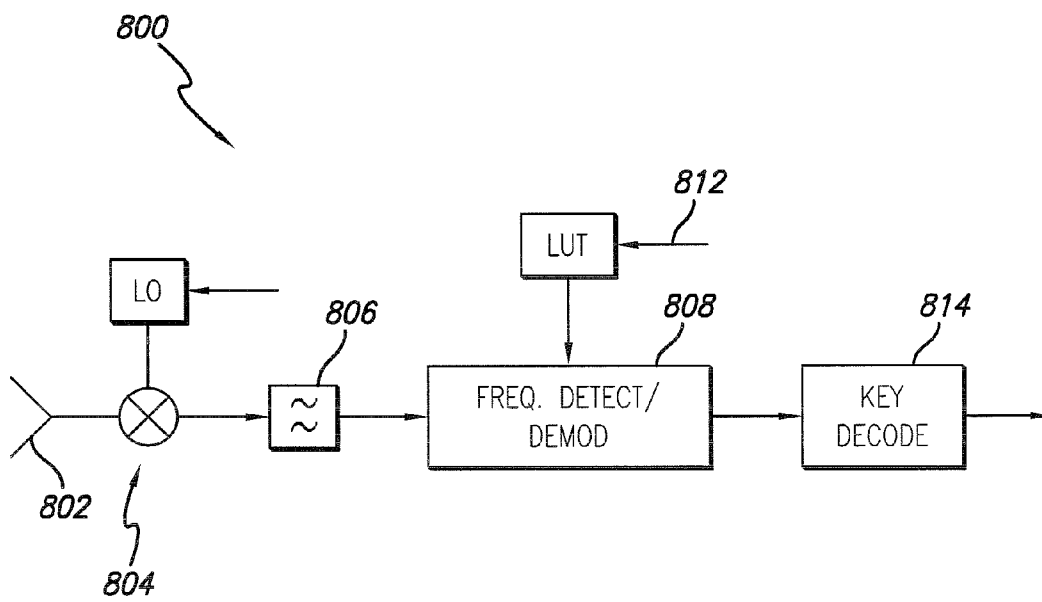 800
812
LUT
LO
806
808
814
FREQ. DETECT/
DEMOD
KEY
DECODE
802
804